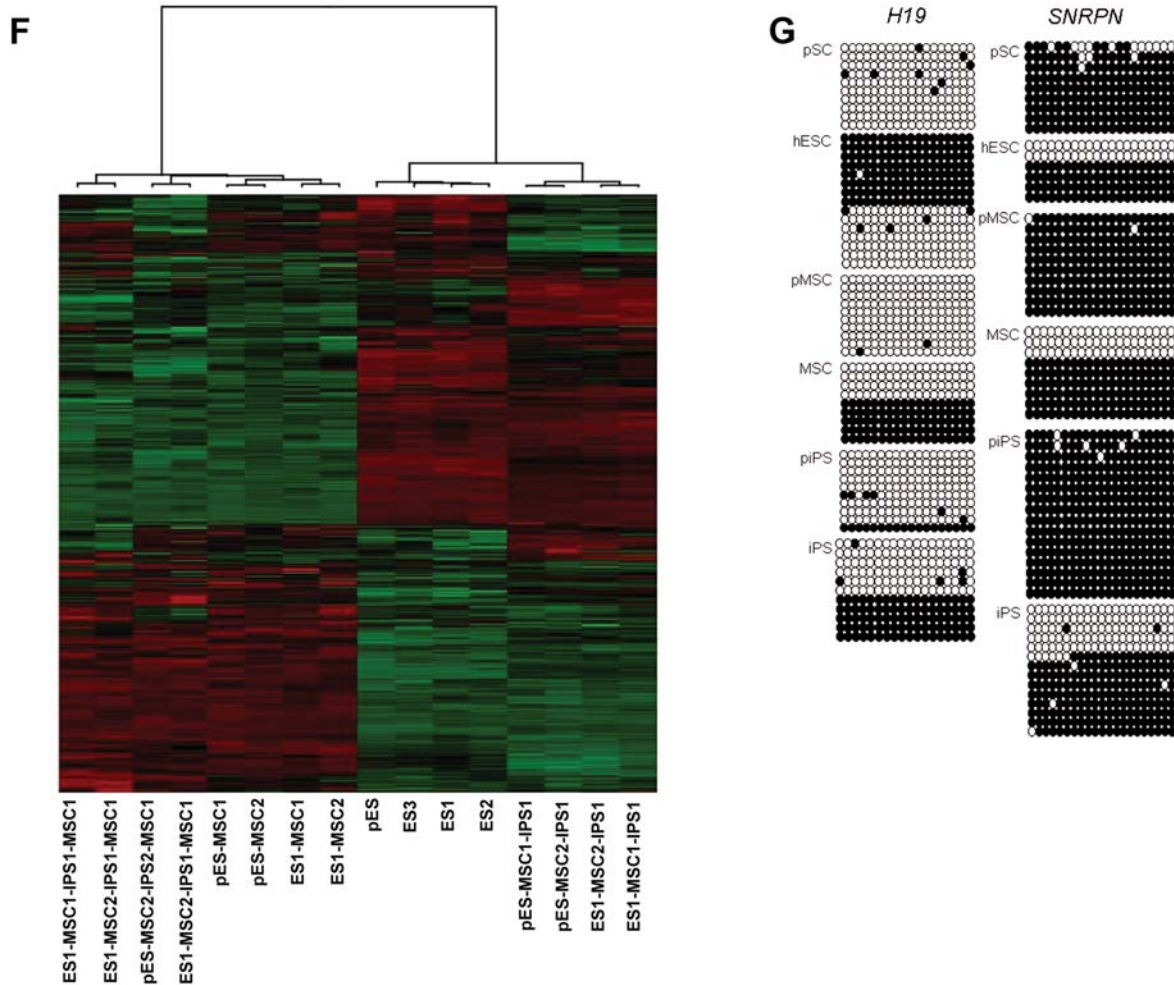 F
ES1-MSC1-IPS1-MSC1
ES1-MSC2-IPS1-MSC1
pES-MSC2-IPS2-MSC1
ES1-MSC2-IPS1-MSC1
pES-MSC1
pES-MSC2
ES1-MSC1
ES1-MSC2
pES
ES3
ES1
ES2
pES-MSC1-IPS1
pES-MSC2-IPS1
ES1-MSC2-IPS1
ES1-MSC1-IPS1
G
H19
pSC
hESC
pMSC
MSC
piPS
iPS
SNRPN
pSC
hESC
pMSC
MSC
piPS
iPS